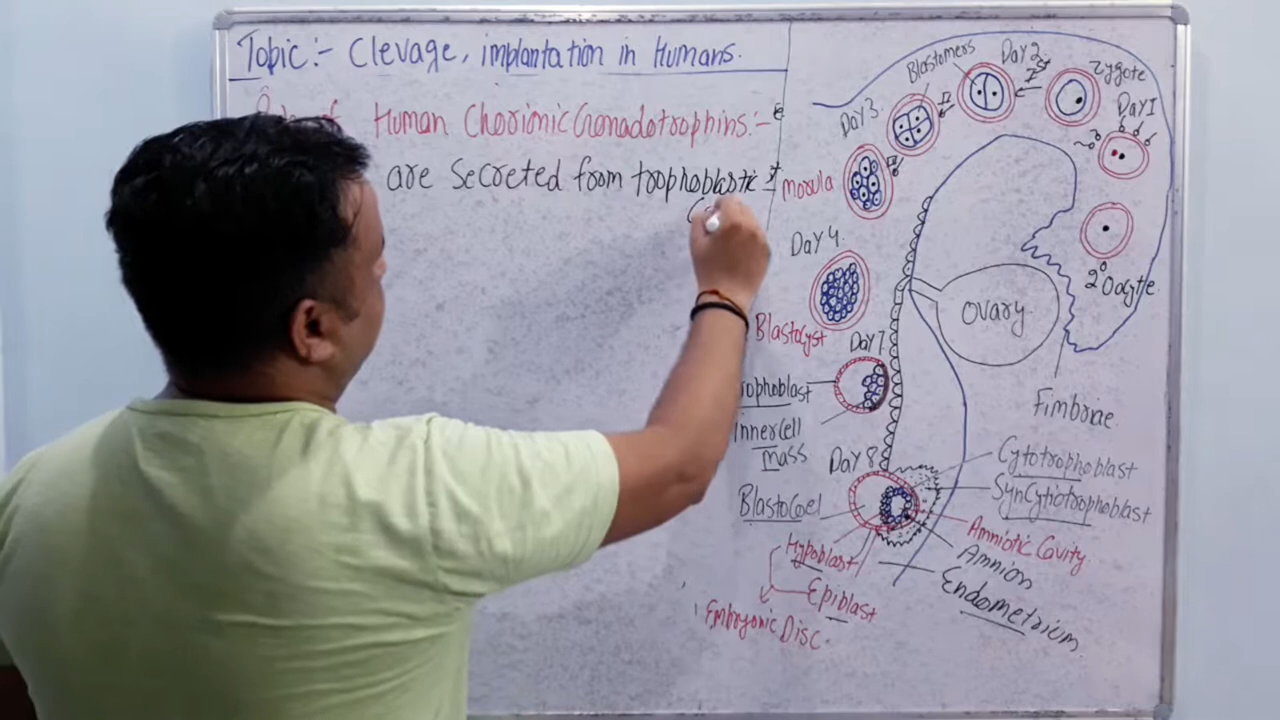 Topic:- Clevage, implantation in Humans.
Human Chorionic Gonadotrophins:-
are secreted from trophoblastic
Blastomers
Day 2
Zygote
Day 1
Day 3
morula
Day 4
2° Oocyte
Ovary
Blastocyst
Day 7
rophoblast
Fimbriae
Inner Cell
mass
Day 8
Cytotrophoblast
Syncytiotrophoblast
BlastoCoel
Amniotic Cavity
Hypoblast
Amnion
Endometrium
Epiblast
Embryonic Disc.